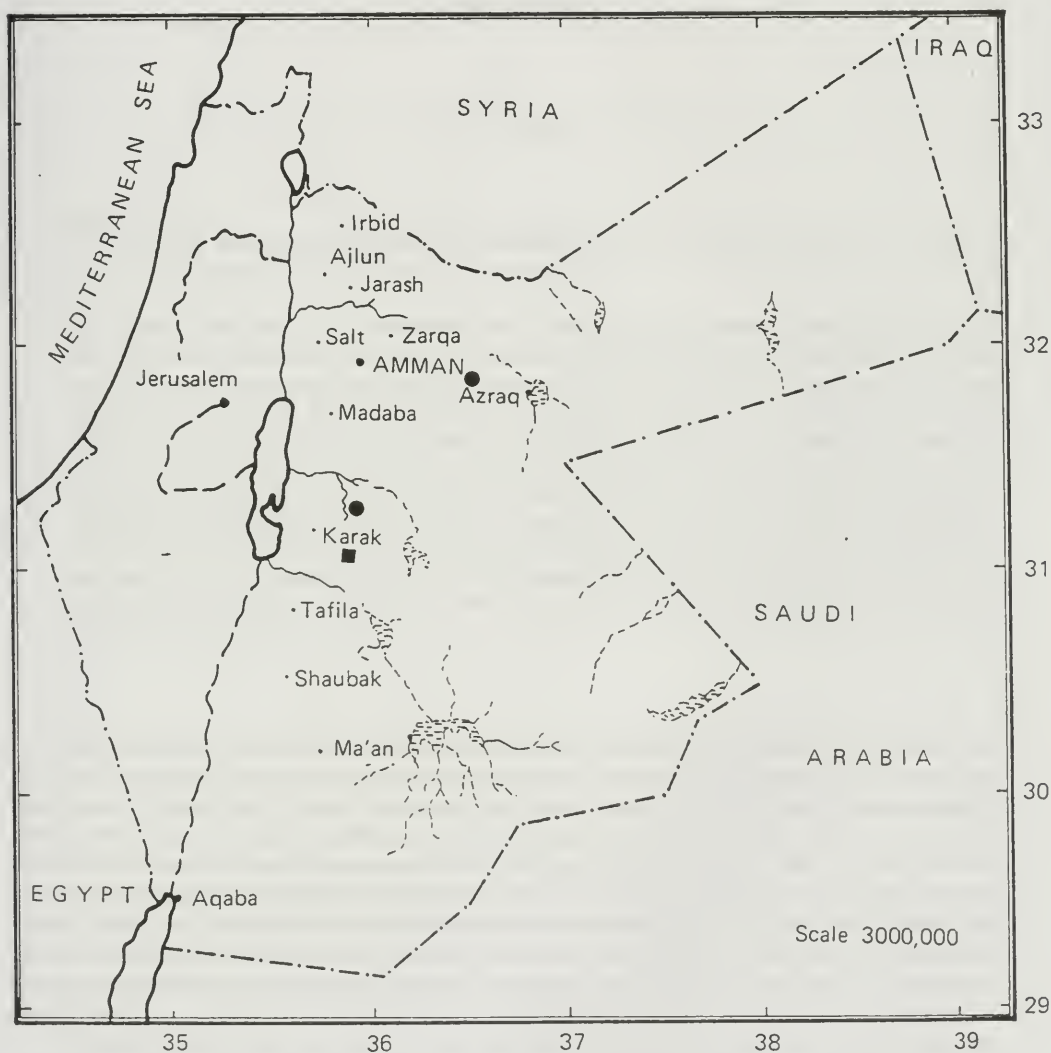 IRAQ
MEDITERRANEAN SEA
SYRIA
33
Irbid
Ajlun
Jarash
Salt
Zarqa
32
AMMAN
Jerusalem
Azraq
Madaba
Karak
31
Tafila
SAUDI
Shaubak
Ma'an
ARABIA
30
EGYPT
Aqaba
Scale 3000,000
29
35 36 37 38 39